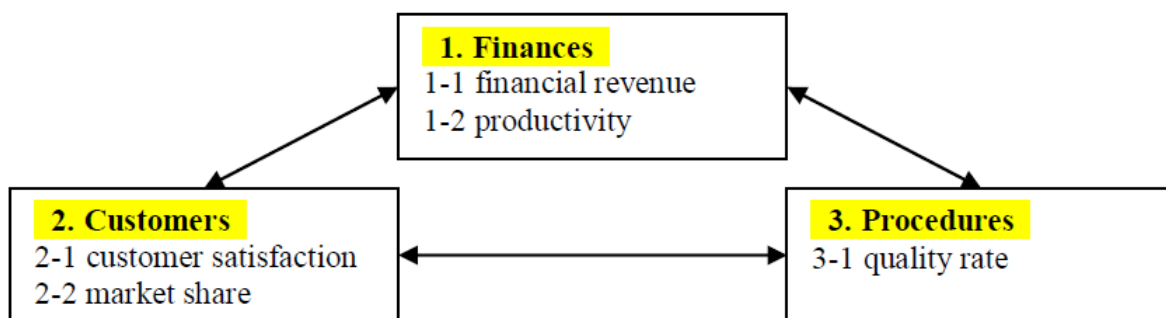 1. Finances
1-1 financial revenue
1-2 productivity
2. Customers
2-1 customer satisfaction
2-2 market share
3. Procedures
3-1 quality rate